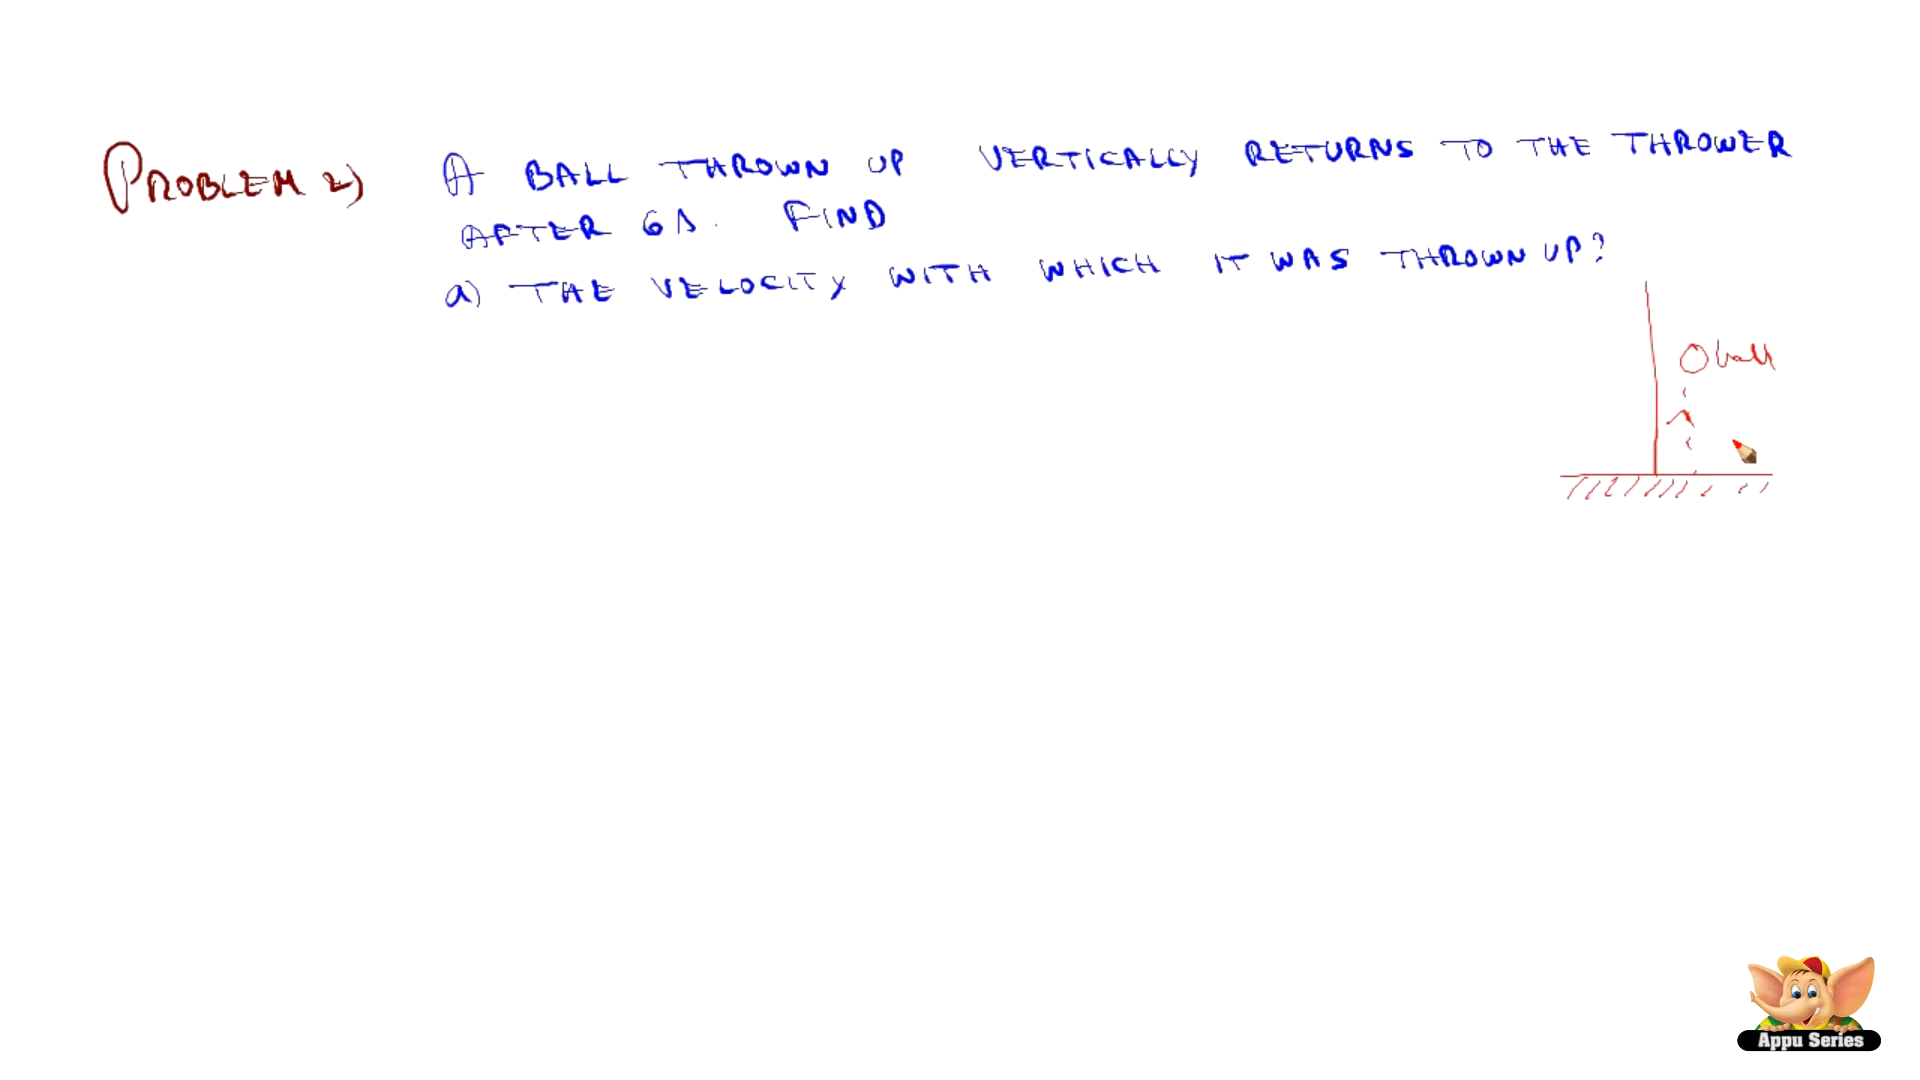 PROBLEM 2) A BALL THROWN UP VERTICALLY RETURNS TO THE THROWER
AFTER 6s. FIND
a) THE VELOCITY WITH WHICH IT WAS THROWN UP?
ball
Appu Series